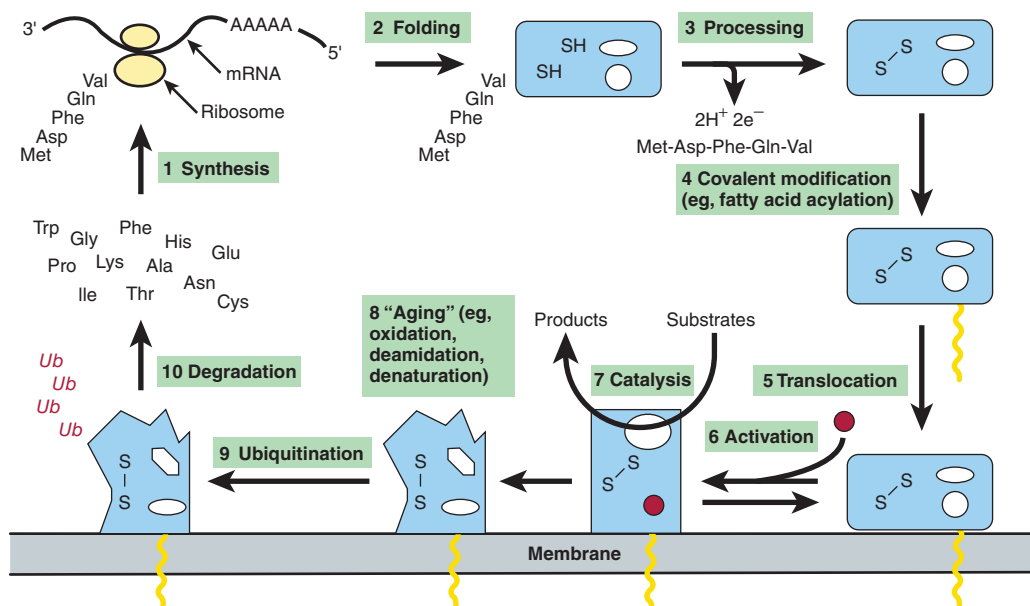 3'
AAAAA
5'
mRNA
Ribosome
Val
Gln
Phe
Asp
Met
1 Synthesis
2 Folding
Val
Gln
Phe
Asp
Met
SH
SH
3 Processing
2H⁺ 2e⁻
Met-Asp-Phe-Gln-Val
S
S
4 Covalent modification
(eg, fatty acid acylation)
S
S
5 Translocation
6 Activation
S
S
7 Catalysis
Products
Substrates
S
S
8 “Aging” (eg,
oxidation,
deamidation,
denaturation)
S
S
9 Ubiquitination
Ub
Ub
Ub
Ub
S
S
10 Degradation
Trp
Gly
Phe
His
Glu
Pro
Lys
Ala
Asn
Ile
Thr
Cys
Membrane